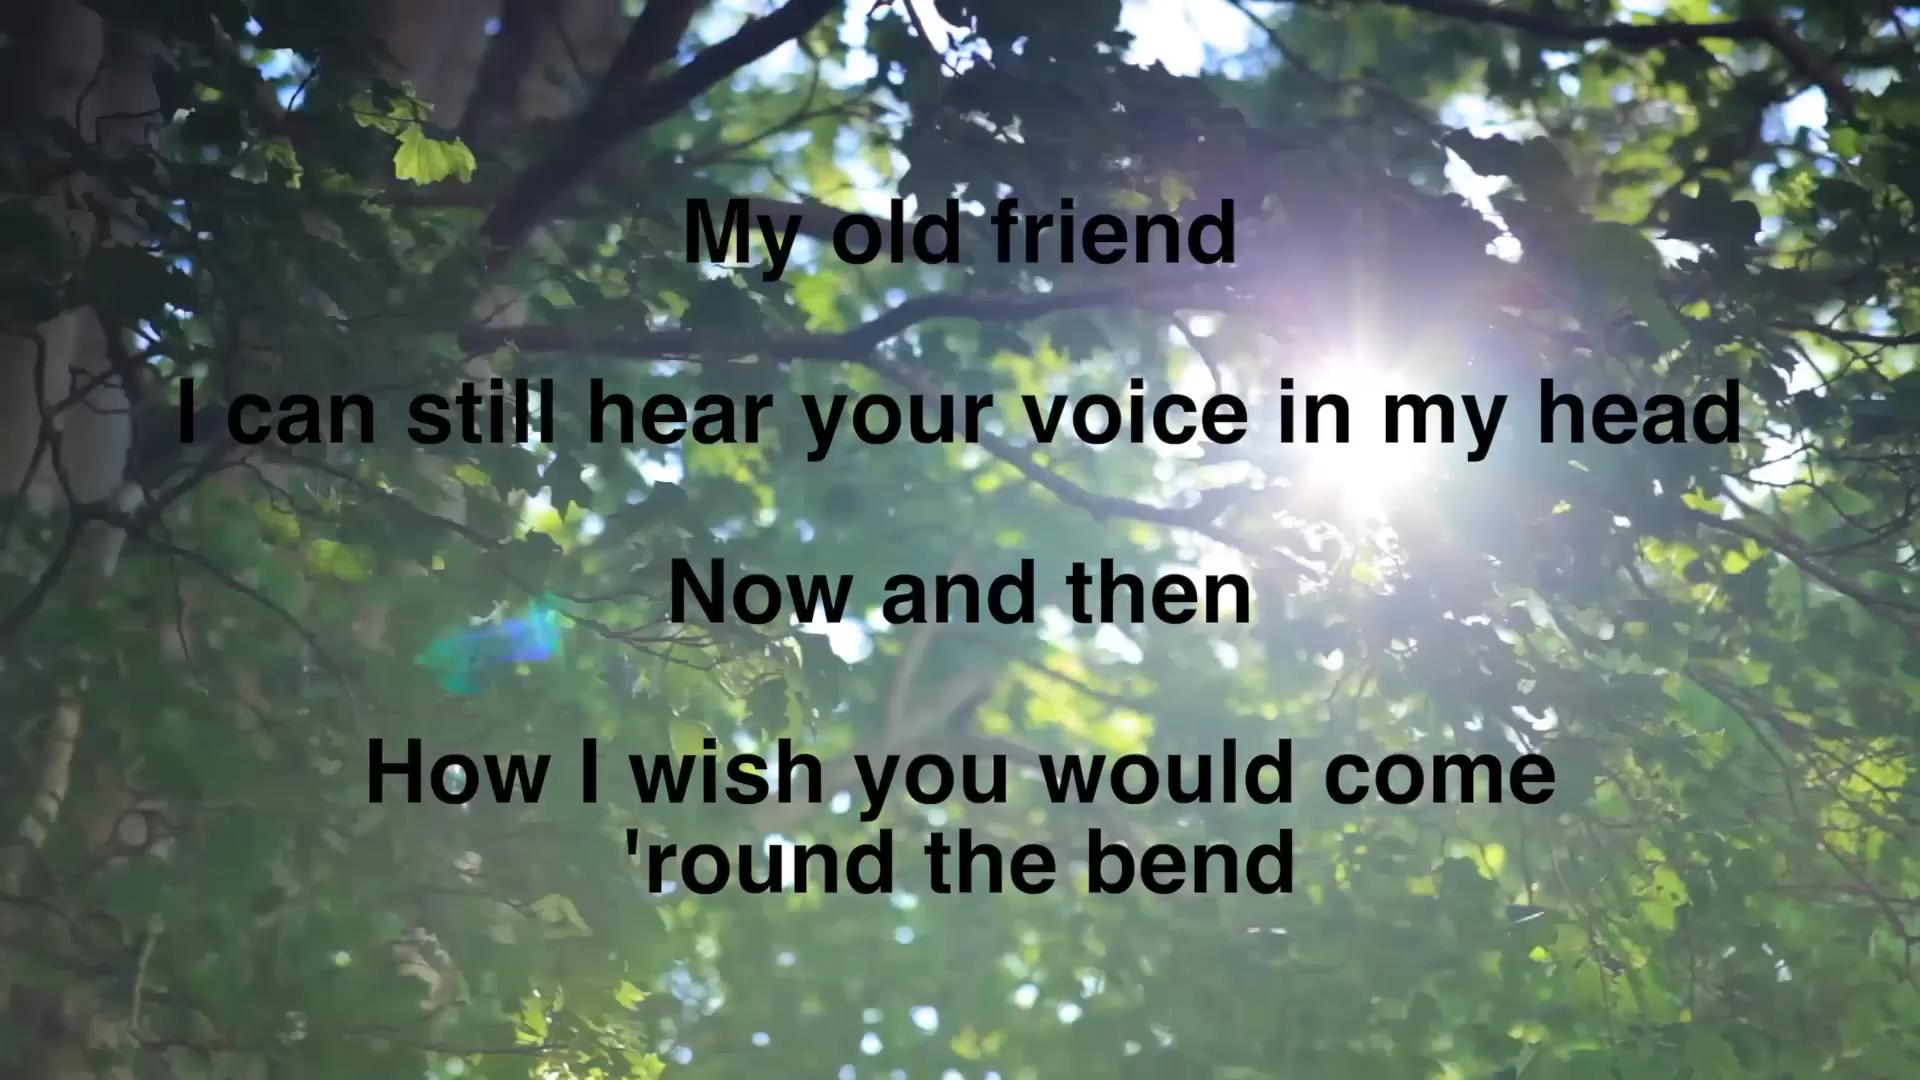 My old friend
I can still hear your voice in my head
Now and then
How I wish you would come
'round the bend